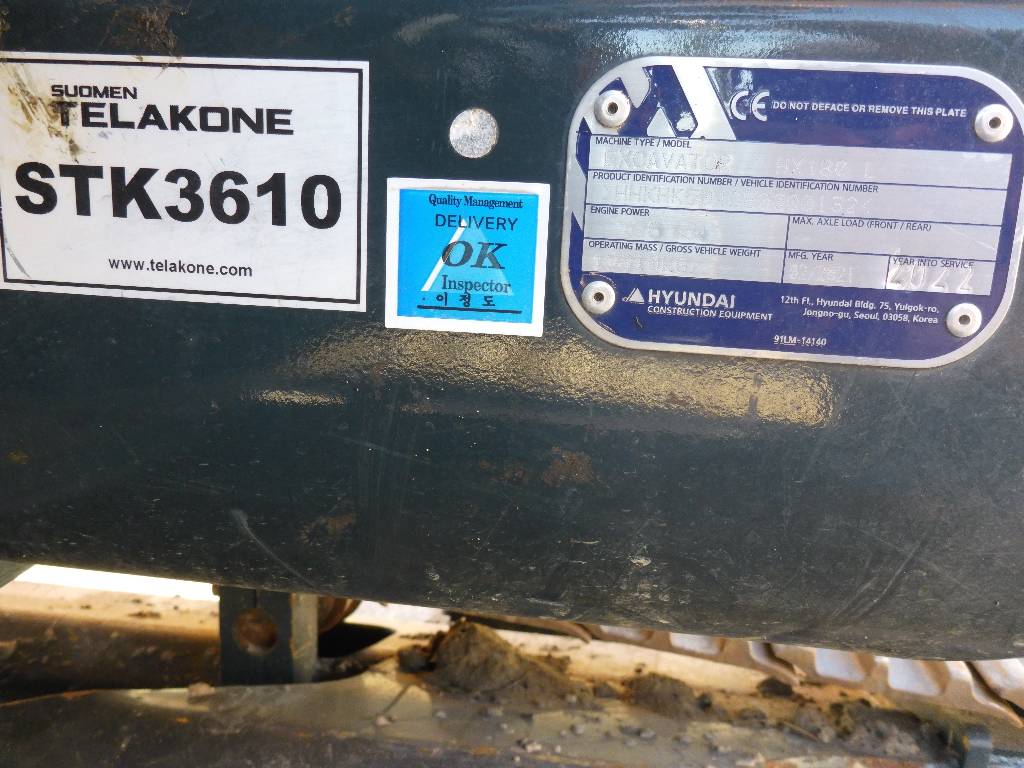 SUOMEN
TELAKONE
STK3610
www.telakone.com
Quality Management
DELIVERY
OK
Inspector
이정도
CE DO NOT DEFACE OR REMOVE THIS PLATE
MACHINE TYPE / MODEL
EXCAVATOR
PRODUCT IDENTIFICATION NUMBER / VEHICLE IDENTIFICATION NUMBER
ENGINE POWER
MAX. AXLE LOAD (FRONT / REAR)
OPERATING MASS / GROSS VEHICLE WEIGHT
MFG. YEAR
YEAR INTO SERVICE
2022
HYUNDAI
CONSTRUCTION EQUIPMENT
12th Fl., Hyundai Bldg. 75, Yulgok-ro,
Jongno-gu, Seoul, 03058, Korea
91LM-14140